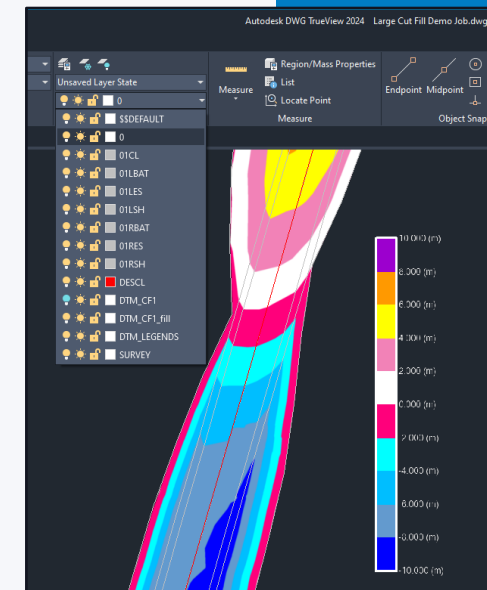 Autodesk DWG TrueView 2024 Large Cut Fill Demo Job.dwg
Unsaved Layer State
0
Measure
Region/Mass Properties
List
Locate Point
Measure
Endpoint Midpoint
Object Snap
$$DEFAULT
0
01CL
01LBAT
01LES
01LSH
01RBAT
01RES
01RSH
DESCL
DTM_CF1
DTM_CF1_fill
DTM_LEGENDS
SURVEY
10.000 (m)
8.000 (m)
6.000 (m)
4.000 (m)
2.000 (m)
0.000 (m)
-2.000 (m)
-4.000 (m)
-6.000 (m)
-8.000 (m)
-10.000 (m)